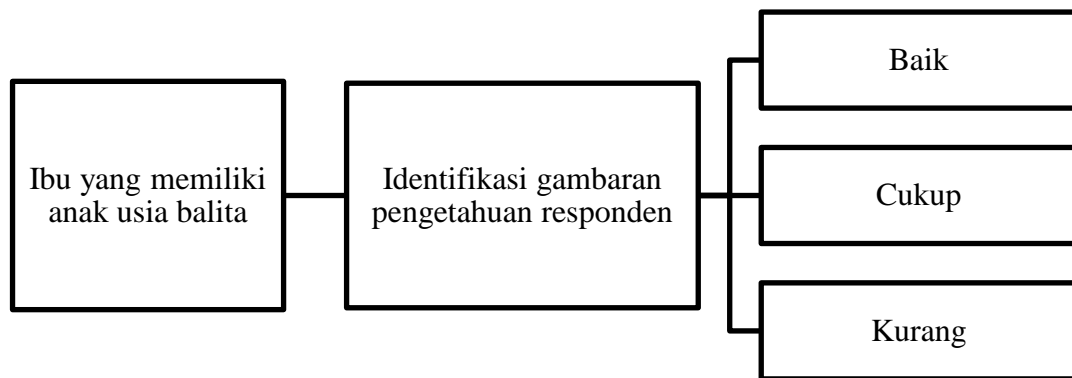 Ibu yang memiliki
anak usia balita
Identifikasi gambaran
pengetahuan responden
Baik
Cukup
Kurang